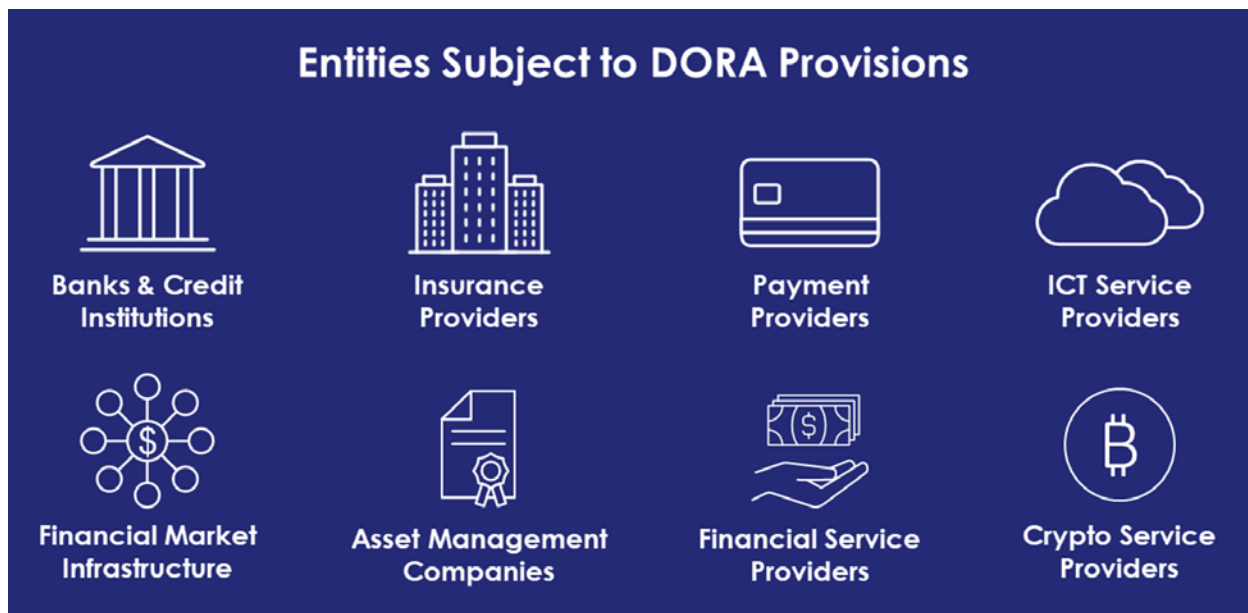 Entities Subject to DORA Provisions
Banks & Credit
Institutions
Insurance
Providers
Payment
Providers
ICT Service
Providers
$
Financial Market
Infrastructure
Asset Management
Companies
$
Financial Service
Providers
Crypto Service
Providers